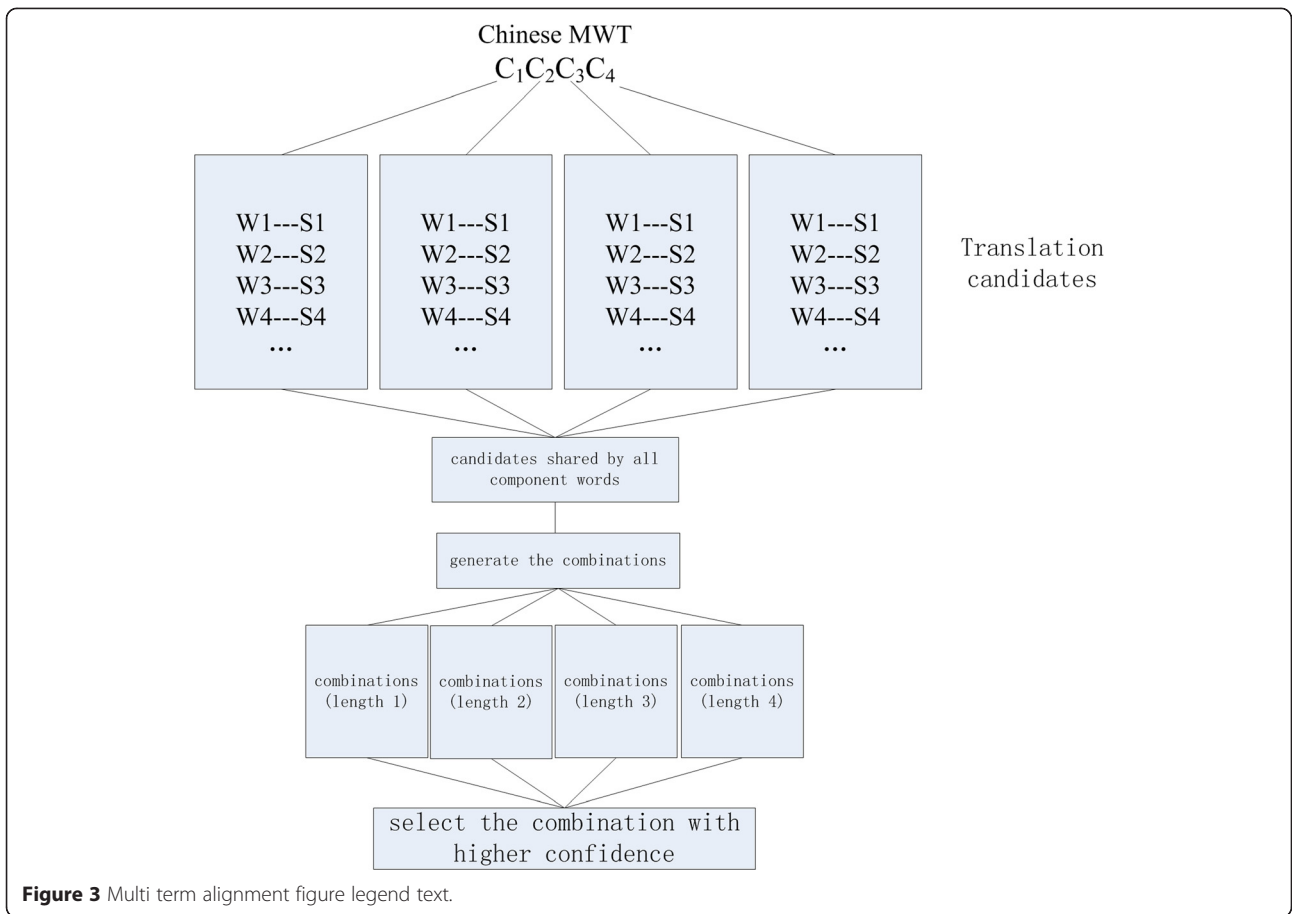 Chinese MWT
C₁C₂C₃C₄
W1---S1 W1---S1 W1---S1 W1---S1
W2---S2 W2---S2 W2---S2 W2---S2
W3---S3 W3---S3 W3---S3 W3---S3
W4---S4 W4---S4 W4---S4 W4---S4
... ... ... ...
Translation
candidates
candidates shared by all
component words
generate the combinations
combinations
(length 1)
combinations
(length 2)
combinations
(length 3)
combinations
(length 4)
select the combination with
higher confidence
Figure 3 Multi term alignment figure legend text.